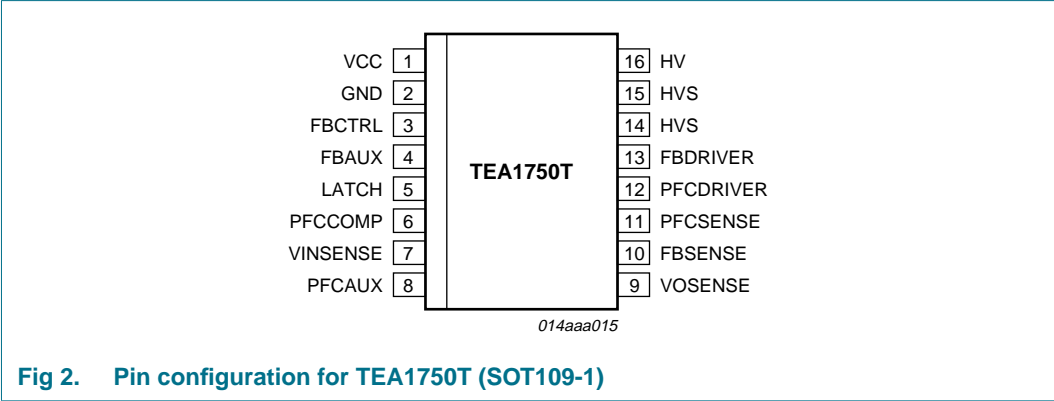 VCC 1 16 HV
GND 2 15 HVS
FBCTRL 3 14 HVS
FBAUX 4 13 FBDRIVER
TEA1750T
LATCH 5 12 PFCDRIVER
PFCCOMP 6 11 PFCSENSE
VINSENSE 7 10 FBSENSE
PFCAUX 8 9 VOSENSE
014aaa015
Fig 2. Pin configuration for TEA1750T (SOT109-1)